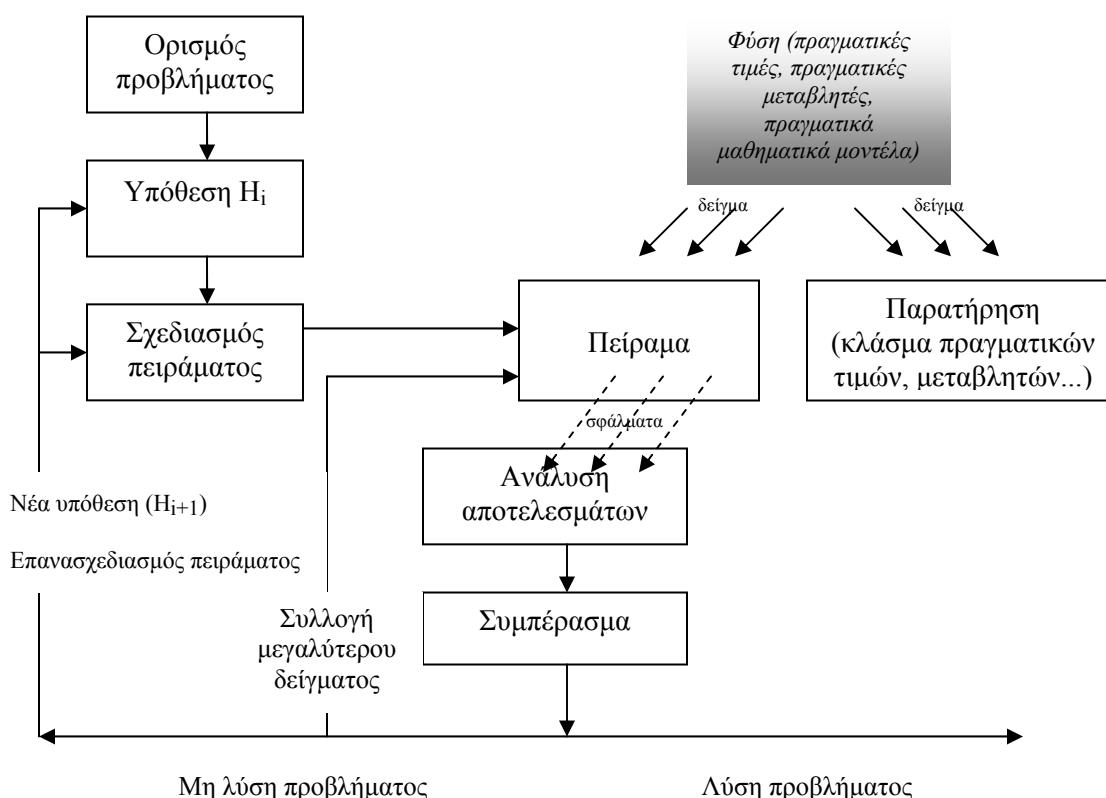 Ορισμός
προβλήματος
Φύση (πραγματικές
τιμές, πραγματικές
μεταβλητές,
πραγματικά
μαθηματικά μοντέλα)
Υπόθεση Hi
δείγμα
δείγμα
Σχεδιασμός
πειράματος
Πείραμα
Παρατήρηση
(κλάσμα πραγματικών
τιμών, μεταβλητών...)
σφάλματα
Ανάλυση
αποτελεσμάτων
Νέα υπόθεση (Hi+1)
Επανασχεδιασμός πειράματος
Συλλογή
μεγαλύτερου
δείγματος
Συμπέρασμα
Μη λύση προβλήματος
Λύση προβλήματος